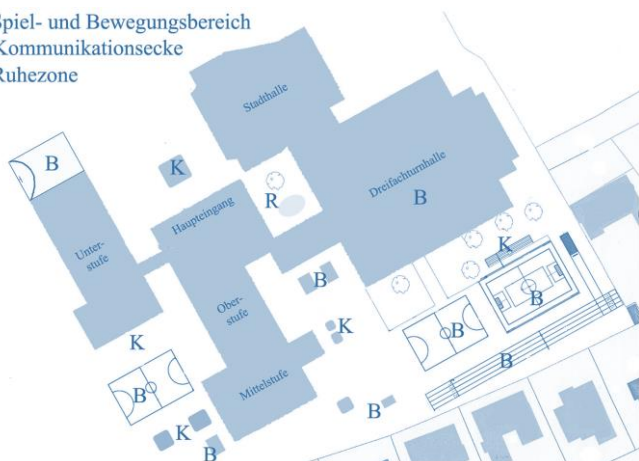 Spiel- und Bewegungsbereich
Kommunikationsecke
Ruhezone
Stadthalle
B
K
Dreifachturnhalle
B
R
Haupteingang
Unter-
stufe
K
B
B
Ober-
stufe
K
K
B
B
Mittelstufe
B
B
K
B